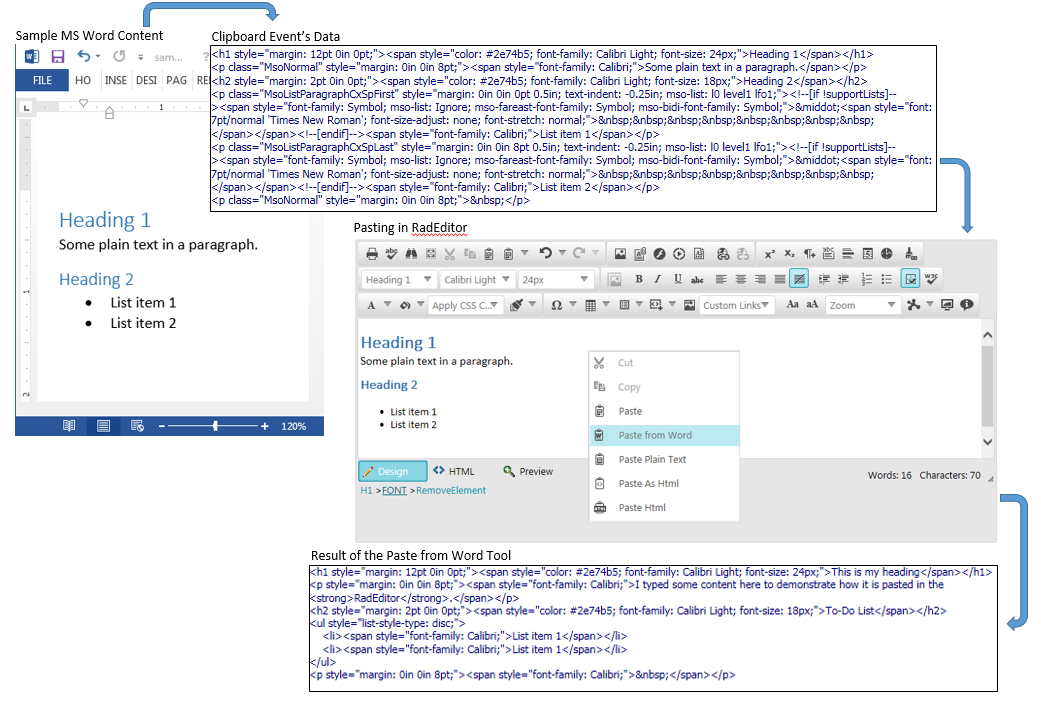 Sample MS Word Content
Clipboard Event's Data
sam... ?
FILE HO INSE DESI PAG RE
L 1
Heading 1
Some plain text in a paragraph.
Heading 2
• List item 1
• List item 2
1
2
120%
<h1 style="margin: 12pt 0in 0pt;"><span style="color: #2e74b5; font-family: Calibri Light; font-size: 24px;">Heading 1</span></h1>
<p class="MsoNormal" style="margin: 0in 0in 8pt;"><span style="font-family: Calibri;">Some plain text in a paragraph.</span></p>
<h2 style="margin: 2pt 0in 0pt;"><span style="color: #2e74b5; font-family: Calibri Light; font-size: 18px;">Heading 2</span></h2>
<p class="MsoListParagraphCxSpFirst" style="margin: 0in 0in 0pt 0.5in; text-indent: -0.25in; mso-list: l0 level1 lfo1;"><!--[if !supportLists]--
><span style="font-family: Symbol; mso-list: Ignore; mso-fareast-font-family: Symbol; mso-bidi-font-family: Symbol;">&middot;<span style="font:
7pt/normal 'Times New Roman'; font-size-adjust: none; font-stretch: normal;">&nbsp;&nbsp;&nbsp;&nbsp;&nbsp;&nbsp;&nbsp;
</span></span><!--[endif]--><span style="font-family: Calibri;">List item 1</span></p>
<p class="MsoListParagraphCxSpLast" style="margin: 0in 0in 8pt 0.5in; text-indent: -0.25in; mso-list: l0 level1 lfo1;"><!--[if !supportLists]--
><span style="font-family: Symbol; mso-list: Ignore; mso-fareast-font-family: Symbol; mso-bidi-font-family: Symbol;">&middot;<span style="font:
7pt/normal 'Times New Roman'; font-size-adjust: none; font-stretch: normal;">&nbsp;&nbsp;&nbsp;&nbsp;&nbsp;&nbsp;&nbsp;
</span></span><!--[endif]--><span style="font-family: Calibri;">List item 2</span></p>
<p class="MsoNormal" style="margin: 0in 0in 8pt;">&nbsp;</p>
Pasting in RadEditor
Heading 1 Calibri Light 24px B I U abc W3C
A Apply CSS C... Ω Custom Links Aa aA Zoom
Heading 1
Some plain text in a paragraph.
Heading 2
• List item 1
• List item 2
Cut
Copy
Paste
Paste from Word
Paste Plain Text
Paste As Html
Paste Html
Design HTML Preview
Words: 16 Characters: 70
H1 >FONT >RemoveElement
Result of the Paste from Word Tool
<h1 style="margin: 12pt 0in 0pt;"><span style="color: #2e74b5; font-family: Calibri Light; font-size: 24px;">This is my heading</span></h1>
<p style="margin: 0in 0in 8pt;"><span style="font-family: Calibri;">I typed some content here to demonstrate how it is pasted in the
<strong>RadEditor</strong>.</span></p>
<h2 style="margin: 2pt 0in 0pt;"><span style="color: #2e74b5; font-family: Calibri Light; font-size: 18px;">To-Do List</span></h2>
<ul style="list-style-type: disc;">
<li><span style="font-family: Calibri;">List item 1</span></li>
<li><span style="font-family: Calibri;">List item 1</span></li>
</ul>
<p style="margin: 0in 0in 8pt;"><span style="font-family: Calibri;">&nbsp;</span></p>